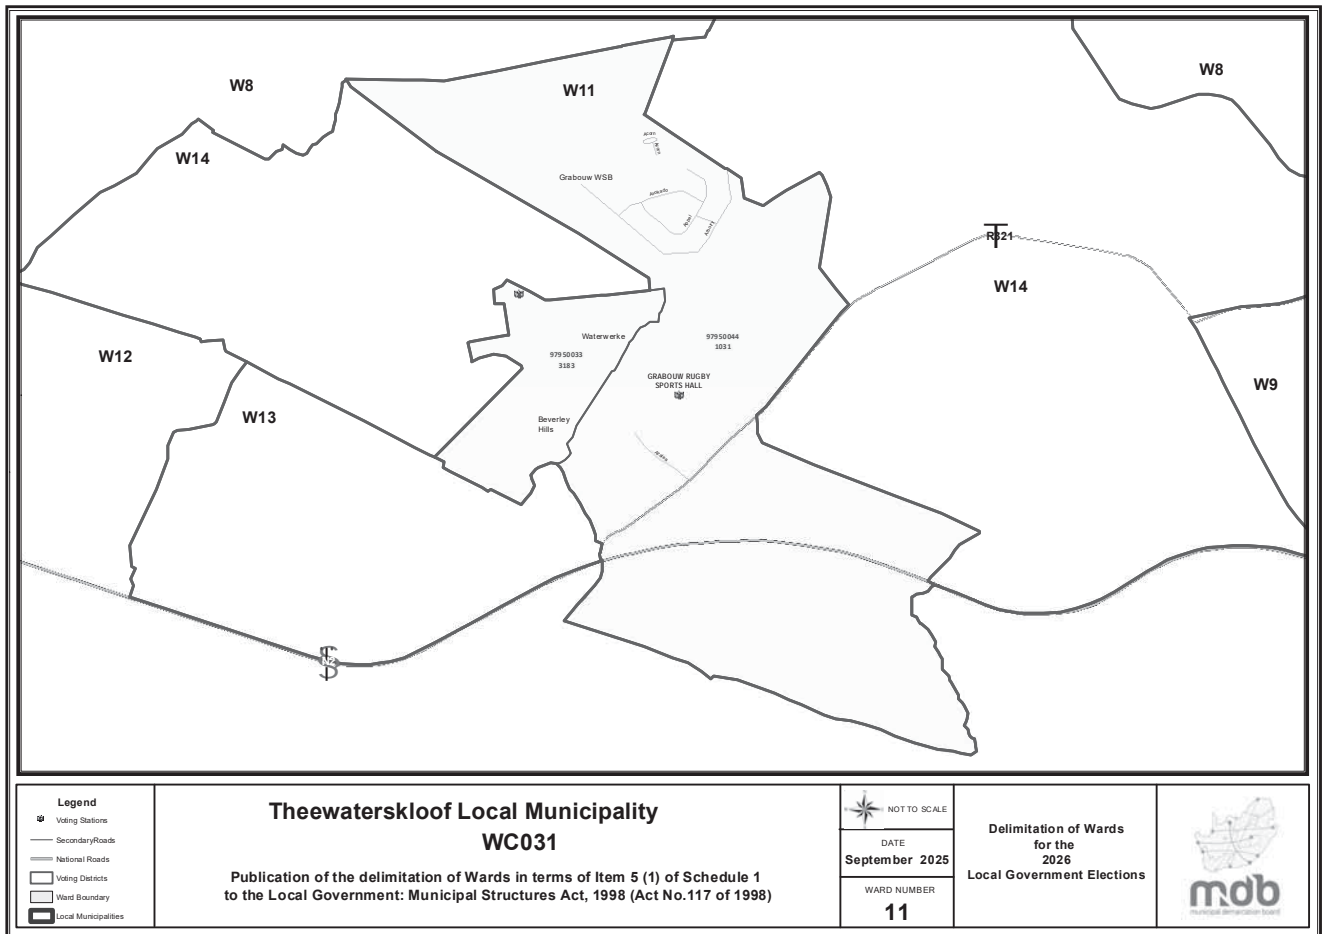 W8
W11
W8
W14
Grabouw WSB
R321
W14
Waterwerke
97950044
1031
97950033
3183
W12
W9
GRABOUW RUGBY
SPORTS HALL
W13
Beverley
Hills
N2
Legend
Voting Stations
SecondaryRoads
National Roads
Voting Districts
Ward Boundary
Local Municipalities
Theewaterskloof Local Municipality
WC031
Publication of the delimitation of Wards in terms of Item 5 (1) of Schedule 1
to the Local Government: Municipal Structures Act, 1998 (Act No.117 of 1998)
NOT TO SCALE
DATE
September 2025
WARD NUMBER
11
Delimitation of Wards
for the
2026
Local Government Elections
mdb
municipal demarcation board